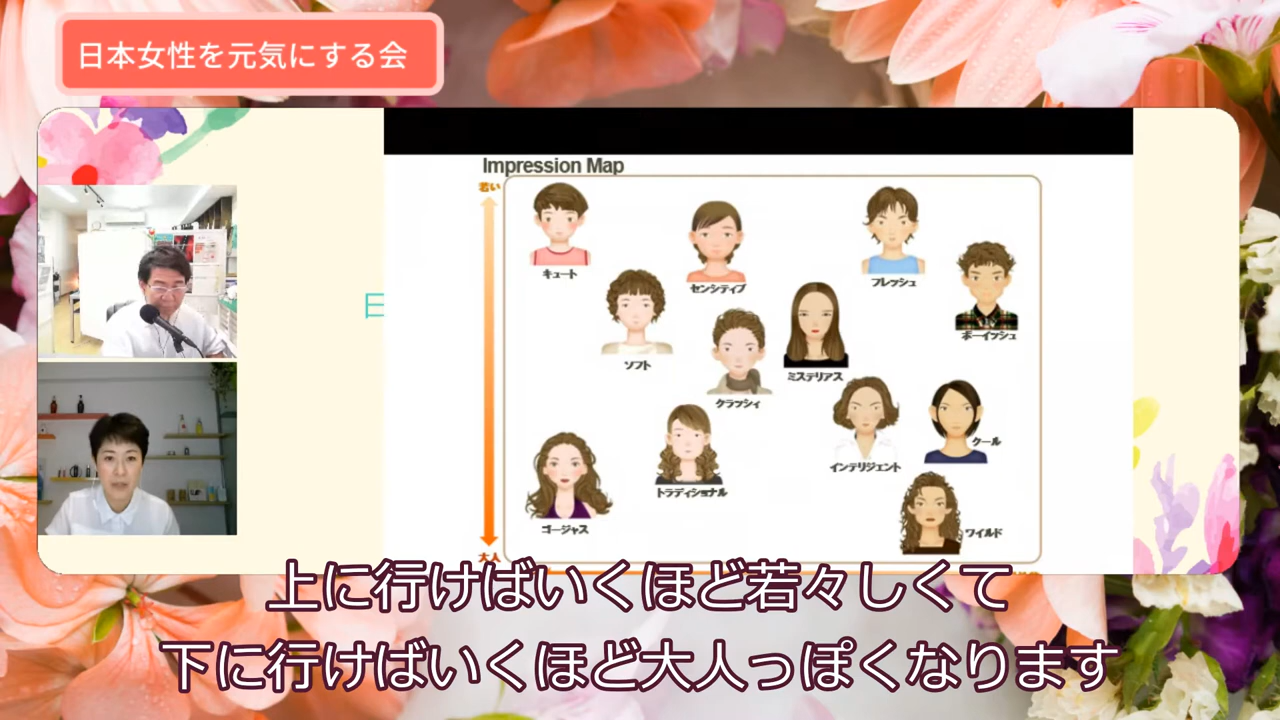 日本女性を元気にする会
Impression Map
若い
キュート
センシティブ
フレッシュ
ボーイッシュ
ソフト
ミステリアス
クラッシィ
クール
インテリジェント
トラディショナル
ゴージャス
ワイルド
大人
上に行けばいくほど若々しくて
下に行けばいくほど大人っぽくなります